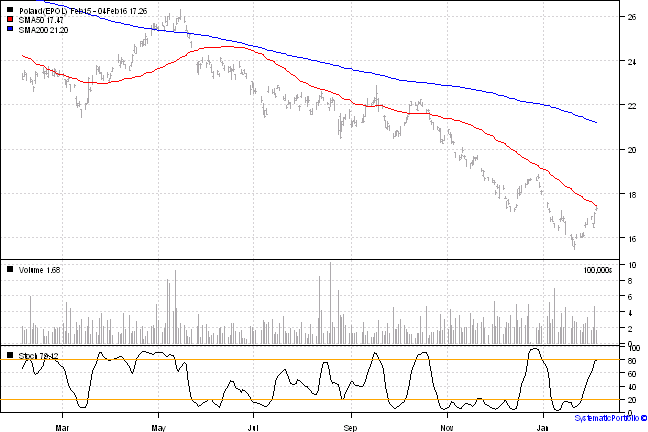 Poland(EPOL) Feb15 - 04Feb16 17.26
SMA50 17.47
SMA200 21.20
26
24
22
20
18
16
Volume 1.68
10
100,000s
8
6
4
2
0
Stoch 79.12
100
80
60
40
20
0
Mar May Jul Sep Nov Jan
SystematicPortfolio ©